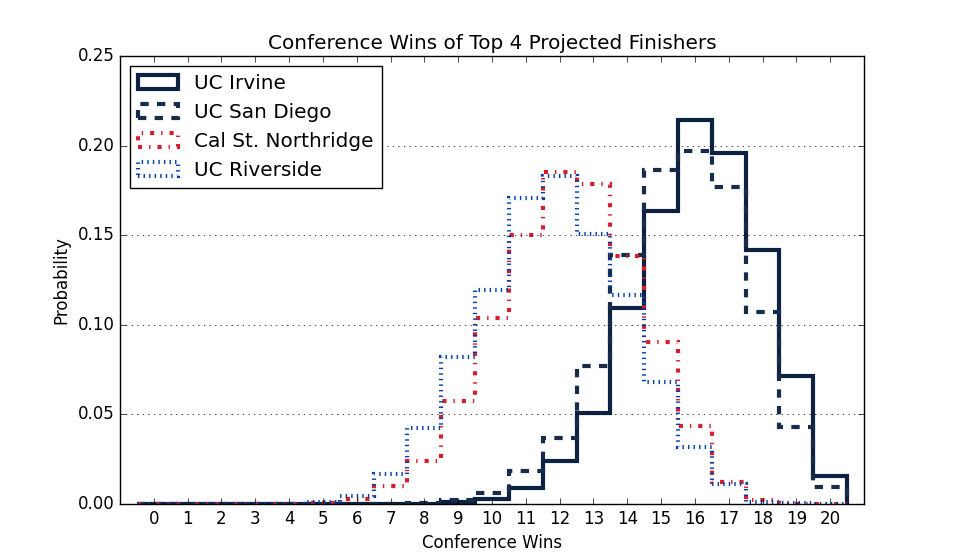 Conference Wins of Top 4 Projected Finishers
UC Irvine
UC San Diego
Cal St. Northridge
UC Riverside
0.25
0.20
0.15
0.10
0.05
0.00
Probability
0 1 2 3 4 5 6 7 8 9 10 11 12 13 14 15 16 17 18 19 20
Conference Wins